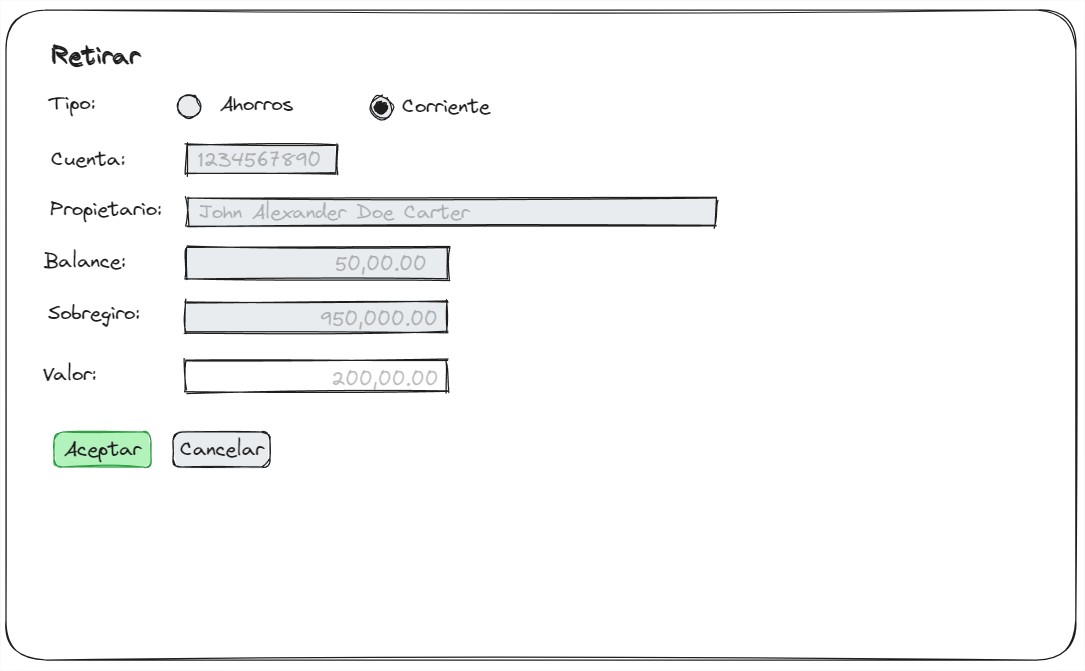 Retirar
Tipo: Ahorros Corriente
Cuenta: 1234567890
Propietario: John Alexander Doe Carter
Balance: 50,00.00
Sobregiro: 950,000.00
Valor: 200,00.00
Aceptar Cancelar